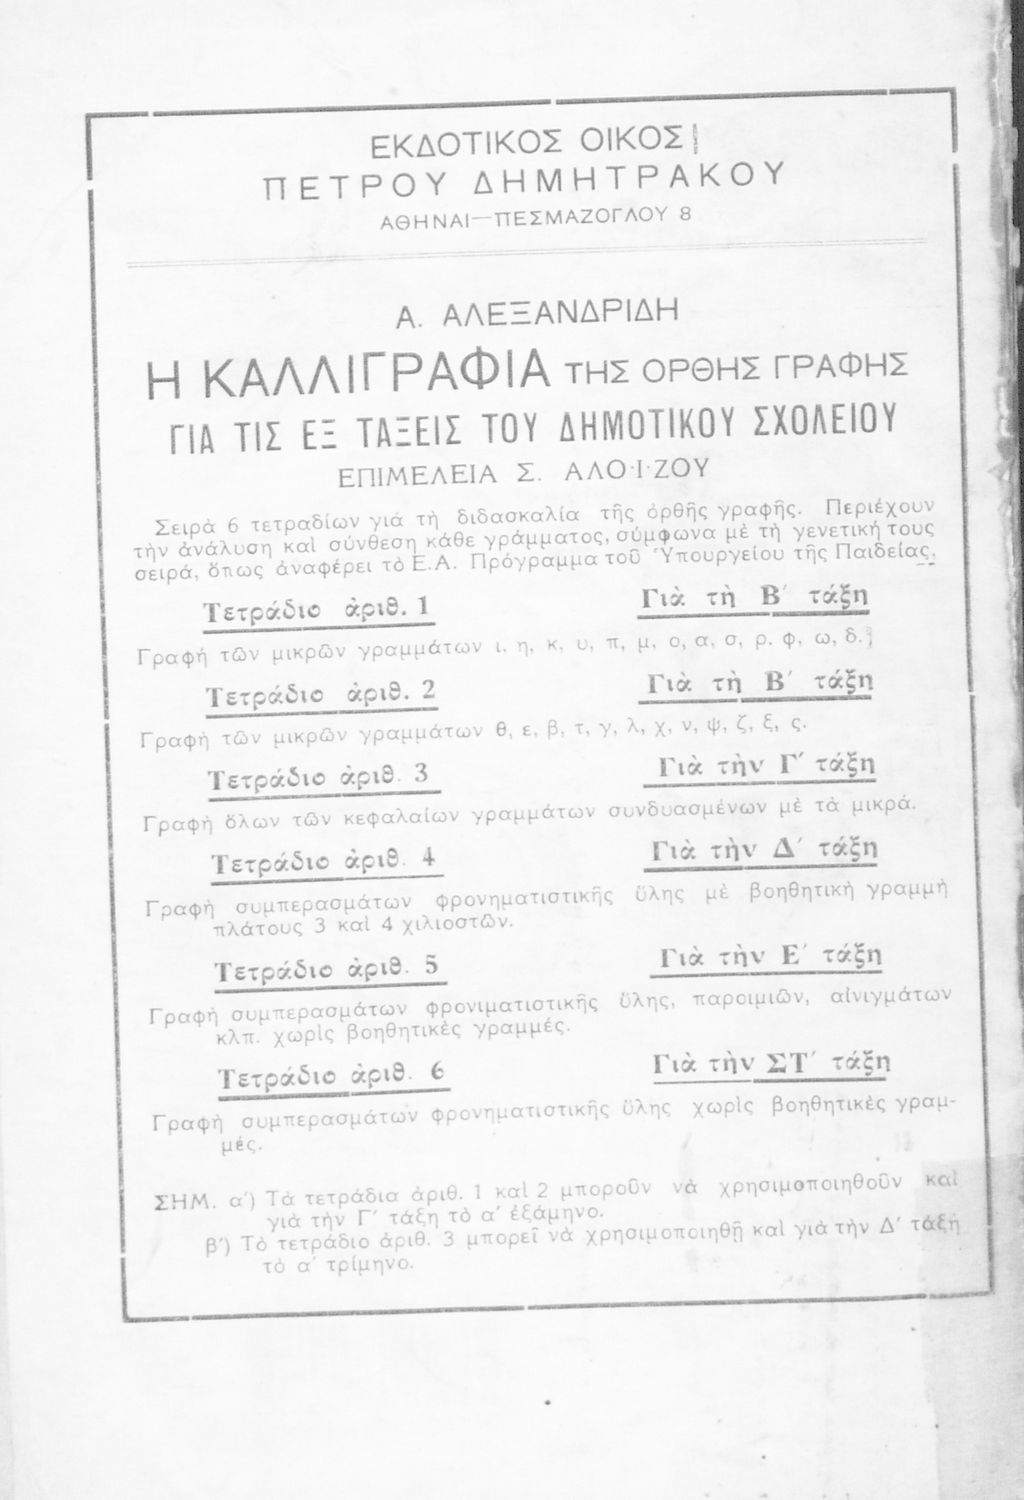 ΕΚΔΟΤΙΚΟΣ ΟΙΚΟΣ
ΠΕΤΡΟΥ ΔΗΜΗΤΡΑΚΟΥ
ΑΘΗΝΑΙ—ΠΕΣΜΑΖΟΓΛΟΥ 8
Α. ΑΛΕΞΑΝΔΡΙΔΗ
Η ΚΑΛΛΙΓΡΑΦΙΑ ΤΗΣ ΟΡΘΗΣ ΓΡΑΦΗΣ
ΓΙΑ ΤΙΣ ΕΞ ΤΑΞΕΙΣ ΤΟΥ ΔΗΜΟΤΙΚΟΥ ΣΧΟΛΕΙΟΥ
ΕΠΙΜΕΛΕΙΑ Σ. ΑΛΟ·Ι·ΖΟΥ
Σειρὰ 6 τετραδίων γιά τὴ διδασκαλία τῆς ὀρθῆς γραφῆς. Περιέχουν
τὴν ἀνάλυση καὶ σύνθεση κάθε γράμματος, σύμφωνα μὲ τὴ γενετική τους
σειρά, ὅπως ἀναφέρει τὸ Ε.Α. Πρόγραμμα τοῦ Ὑπουργείου τῆς Παιδείας.
Τετράδιο ἀριθ. 1 Γιὰ τὴ Β΄ τάξη
Γραφή τῶν μικρῶν γραμμάτων ι, η, κ, υ, π, μ, ο, α, σ, ρ. φ, ω, δ.
Τετράδιο ἀριθ. 2 Γιὰ τὴ Β΄ τάξη
Γραφὴ τῶν μικρῶν γραμμάτων θ, ε, β, τ, γ, λ, χ, ν, ψ, ζ, ξ, ς.
Τετράδιο ἀριθ. 3 Γιὰ τὴν Γ΄ τάξη
Γραφὴ ὅλων τῶν κεφαλαίων γραμμάτων συνδυασμένων μὲ τὰ μικρά.
Τετράδιο ἀριθ. 4 Γιὰ τὴν Δ΄ τάξη
Γραφὴ συμπερασμάτων φρονηματιστικῆς ὕλης μὲ βοηθητικὴ γραμμὴ
πλάτους 3 καὶ 4 χιλιοστῶν.
Τετράδιο ἀριθ. 5 Γιὰ τὴν Ε΄ τάξη
Γραφὴ συμπερασμάτων φρονιματιστικῆς ὕλης, παροιμιῶν, αἰνιγμάτων
κλπ. χωρὶς βοηθητικὲς γραμμές.
Τετράδιο ἀριθ. 6 Γιὰ τὴν ΣΤ΄ τάξη
Γραφὴ συμπερασμάτων φρονηματιστικῆς ὕλης χωρὶς βοηθητικὲς γραμ-
μές.
ΣΗΜ. α΄) Τὰ τετράδια ἀριθ. 1 καὶ 2 μποροῦν νὰ χρησιμοποιηθοῦν καὶ
γιὰ τὴν Γ΄ τάξη τὸ α΄ ἑξάμηνο.
β΄) Τὸ τετράδιο ἀριθ. 3 μπορεῖ νὰ χρησιμοποιηθῇ καὶ γιὰ τὴν Δ΄ τάξη
τὸ α΄ τρίμηνο.